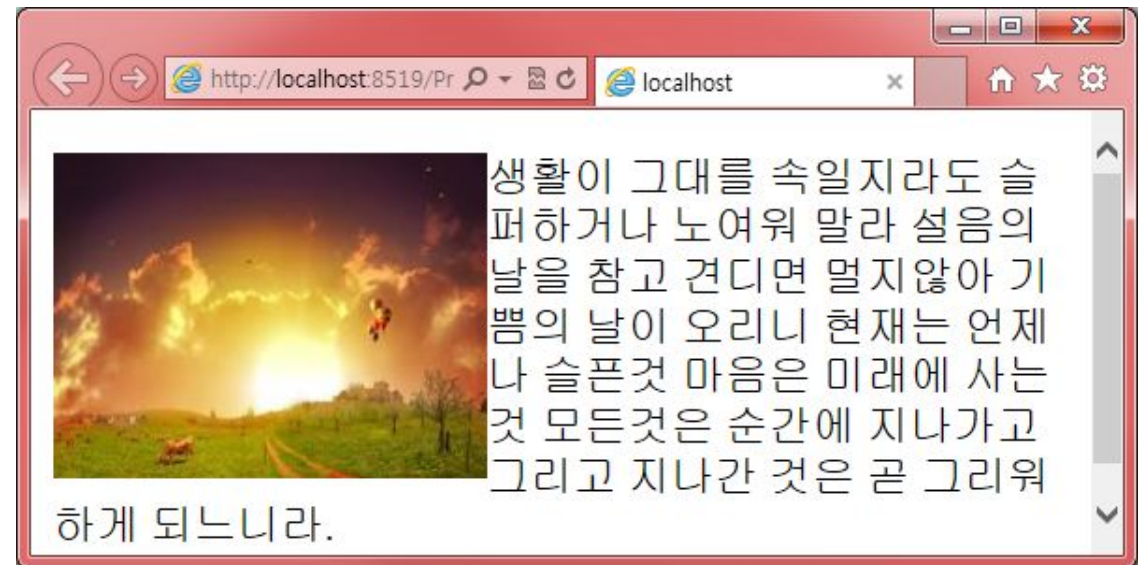 http://localhost:8519/Pr
localhost
생활이 그대를 속일지라도 슬
퍼하거나 노여워 말라 설음의
날을 참고 견디면 멀지않아 기
쁨의 날이 오리니 현재는 언제
나 슬픈것 마음은 미래에 사는
것 모든것은 순간에 지나가고
그리고 지나간 것은 곧 그리워
하게 되느니라.